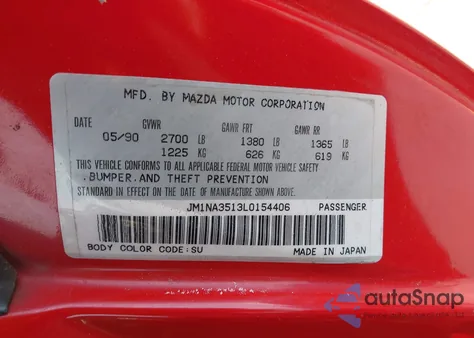 MFD. BY MAZDA MOTOR CORPORATION
DATE GVWR GAWR FRT GAWR RR
05/90 2700 LB 1380 LB 1365 LB
1225 KG 626 KG 619 KG
THIS VEHICLE CONFORMS TO ALL APPLICABLE FEDERAL MOTOR VEHICLE SAFETY
.BUMPER.AND THEFT PREVENTION
STANDARD IN EFFECT ON THE DATE OF MANUFACTURE SHOWN ABOVE.
JM1NA3513L0154406 PASSENGER
BODY COLOR CODE:SU MADE IN JAPAN
autoSnap